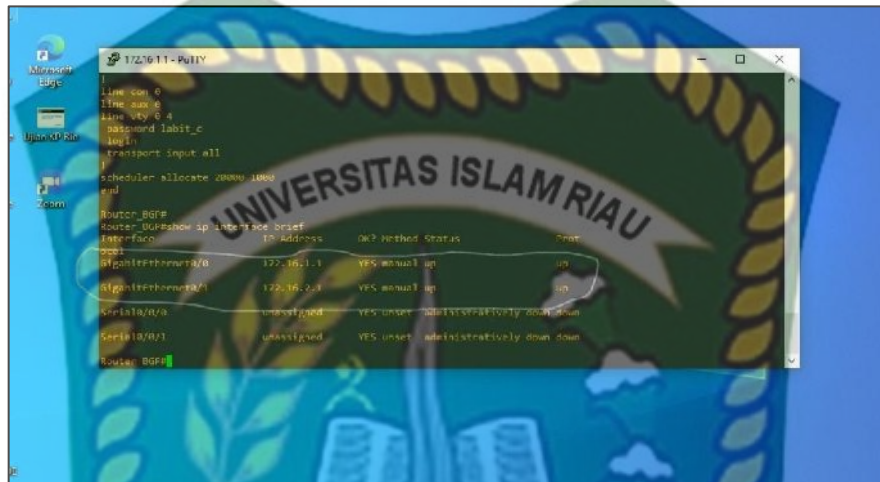 Microsoft
Edge
Ujian KP Rio
Zoom
172.16.1.1 - PuTTY
!
line con 0
line aux 0
line vty 0 4
password labit_c
login
transport input all
!
scheduler allocate 20000 1000
end
Router_BGP#
Router_BGP#show ip interface brief
Interface IP-Address OK? Method Status Prot
ocol
GigabitEthernet0/0 172.16.1.1 YES manual up up
GigabitEthernet0/1 172.16.2.1 YES manual up up
Serial0/0/0 unassigned YES unset administratively down down
Serial0/0/1 unassigned YES unset administratively down down
Router_BGP#
UNIVERSITAS ISLAM RIAU